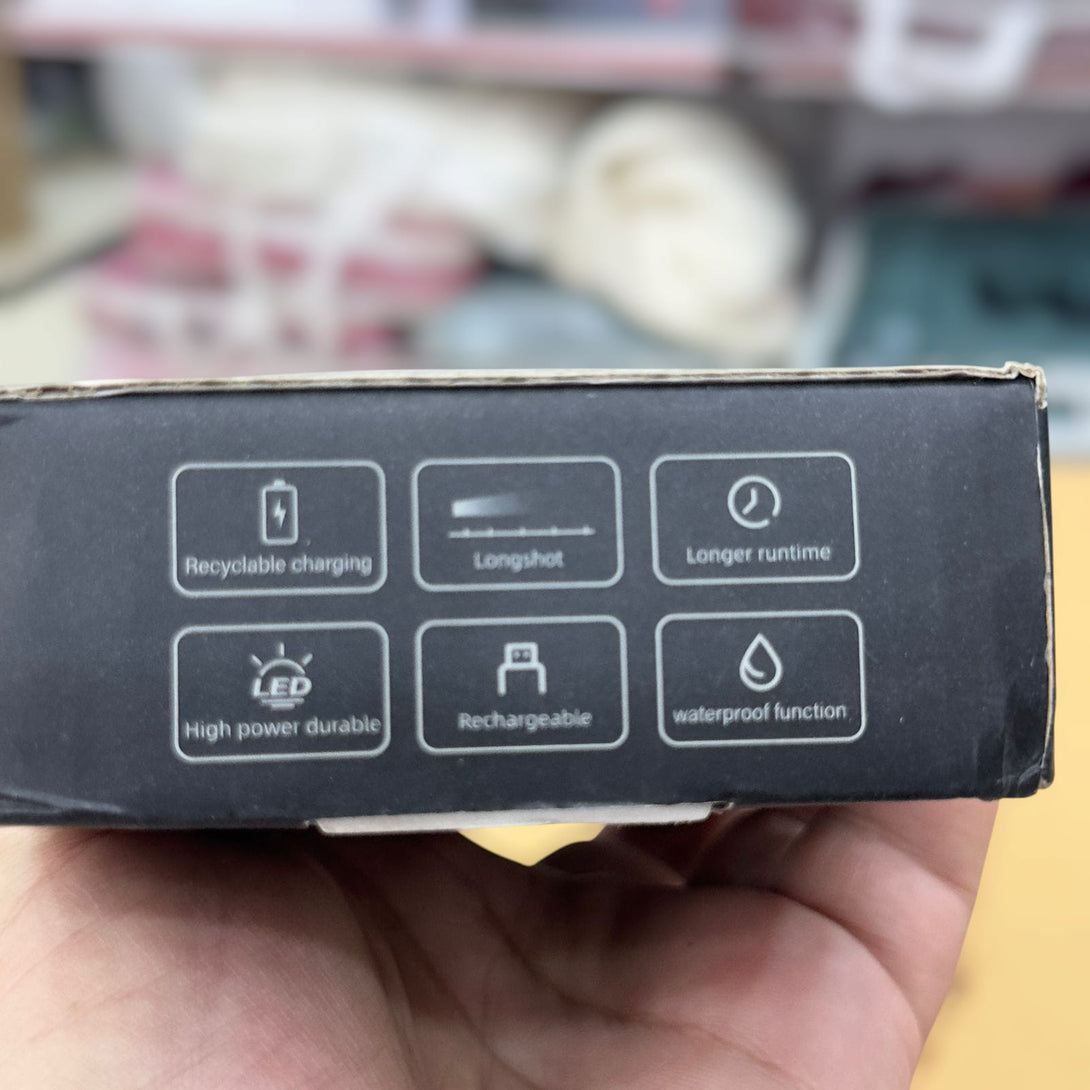 Recyclable charging
Longshot
Longer runtime
LED
High power durable
Rechargeable
waterproof function